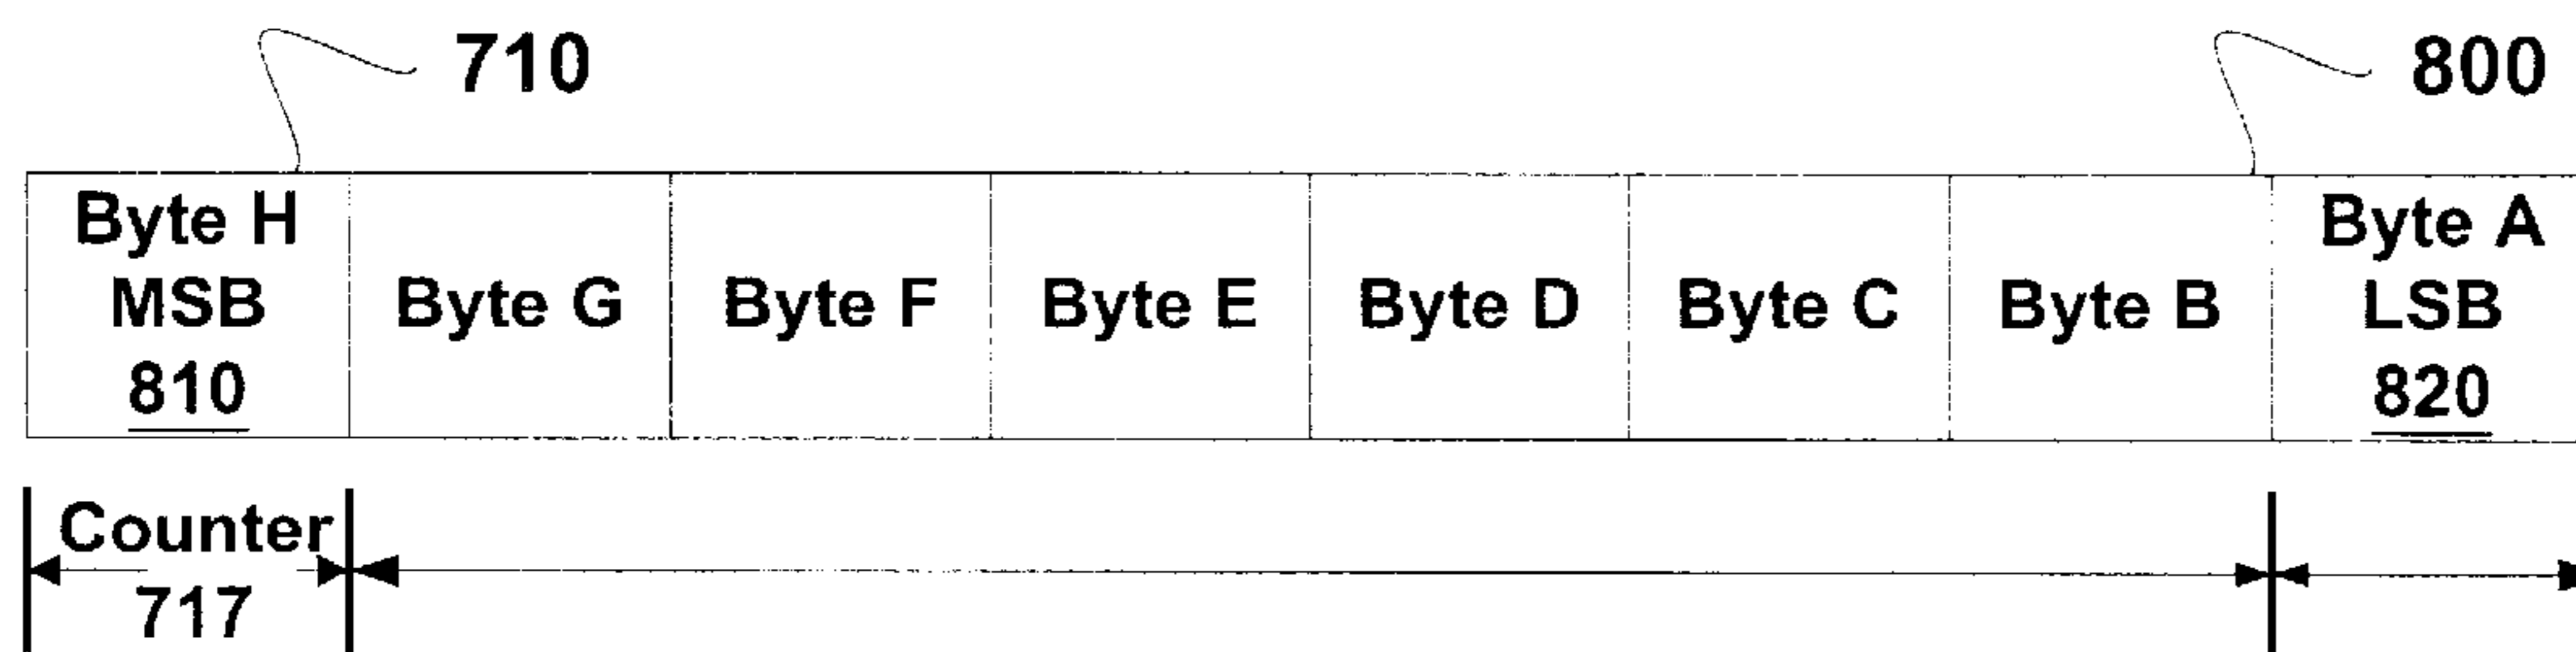 710
800
Byte H
MSB
810
Byte G
Byte F
Byte E
Byte D
Byte C
Byte B
Byte A
LSB
820
Counter
717